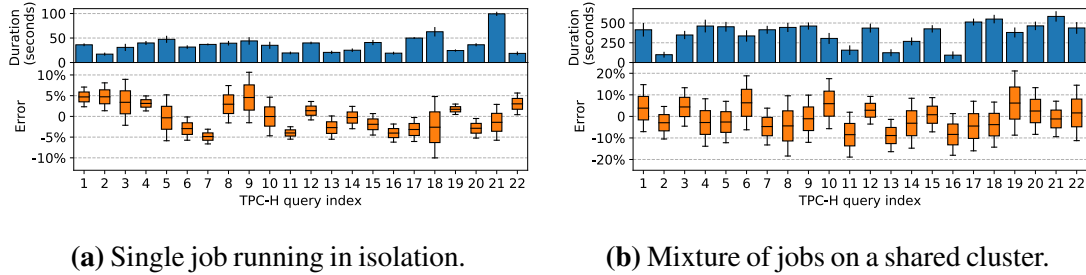 Duration
(seconds)
100
50
0
10%
5%
0%
-5%
-10%
Error
1 2 3 4 5 6 7 8 9 10 11 12 13 14 15 16 17 18 19 20 21 22
TPC-H query index
(a) Single job running in isolation.
Duration
(seconds)
500
250
0
20%
10%
0%
-10%
-20%
Error
1 2 3 4 5 6 7 8 9 10 11 12 13 14 15 16 17 18 19 20 21 22
TPC-H query index
(b) Mixture of jobs on a shared cluster.